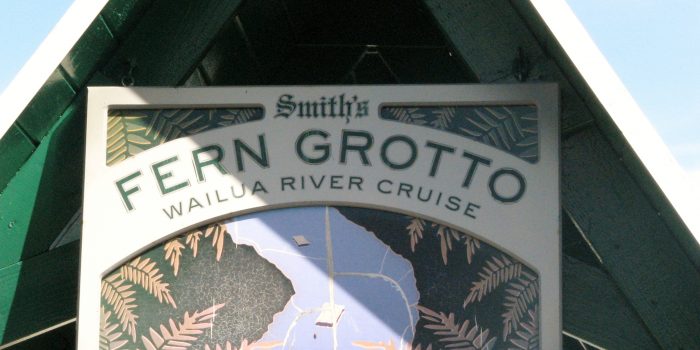 Smith's
FERN GROTTO
WAILUA RIVER CRUISE